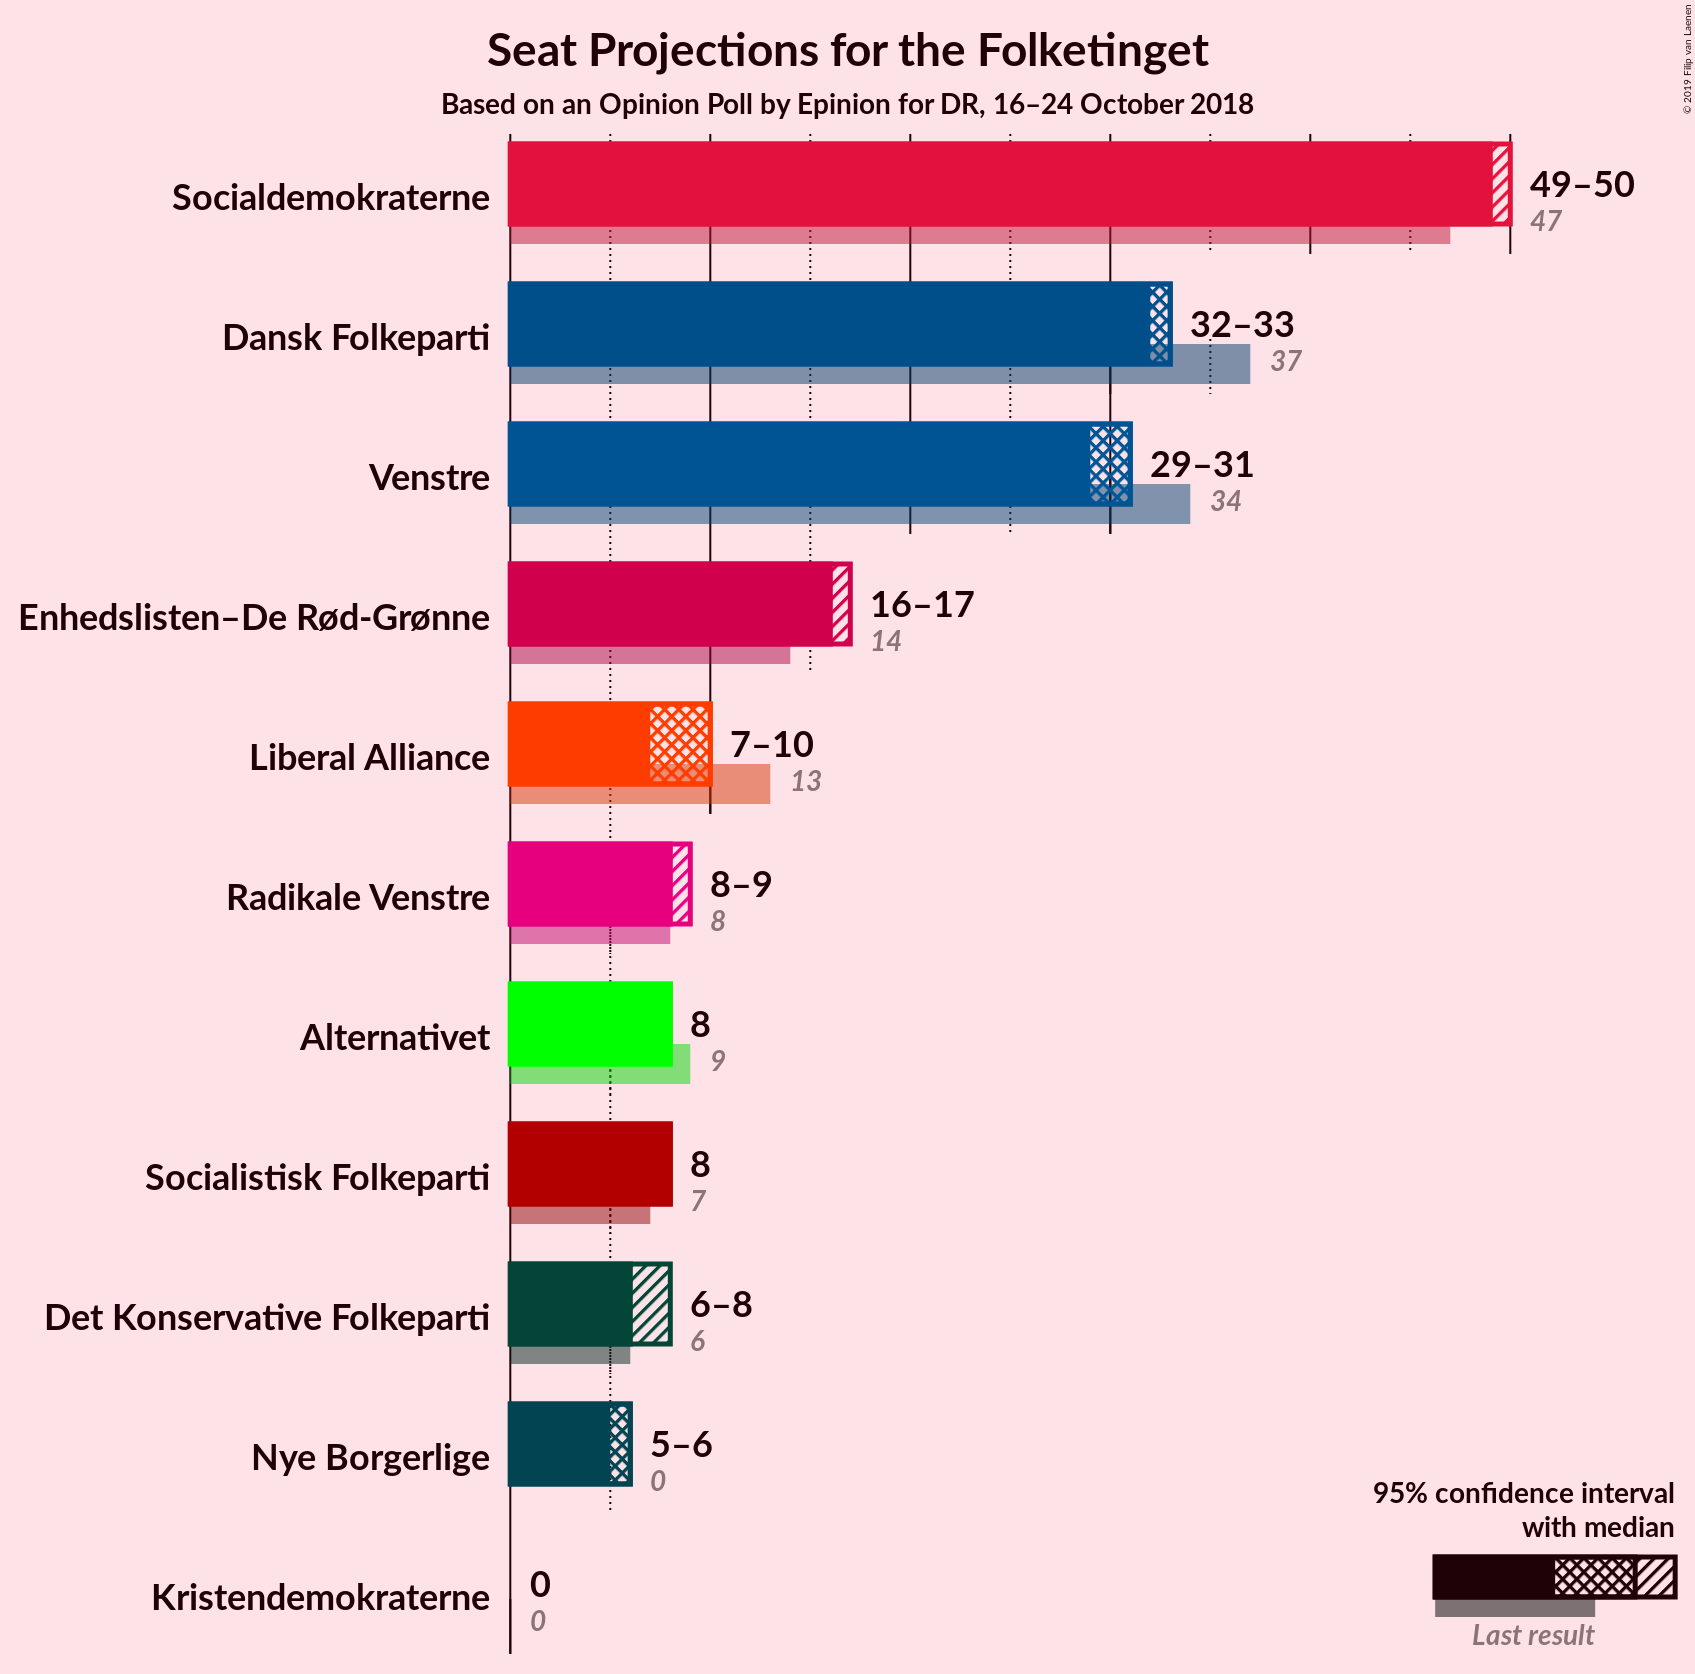 Seat Projections for the Folketinget
Based on an Opinion Poll by Epinion for DR, 16–24 October 2018
© 2019 Filip van Laenen
Socialdemokraterne
49–50
47
Dansk Folkeparti
32–33
37
Venstre
29–31
34
Enhedslisten–De Rød-Grønne
16–17
14
Liberal Alliance
7–10
13
Radikale Venstre
8–9
8
Alternativet
8
9
Socialistisk Folkeparti
8
7
Det Konservative Folkeparti
6–8
6
Nye Borgerlige
5–6
0
Kristendemokraterne
0
0
95% confidence interval
with median
Last result